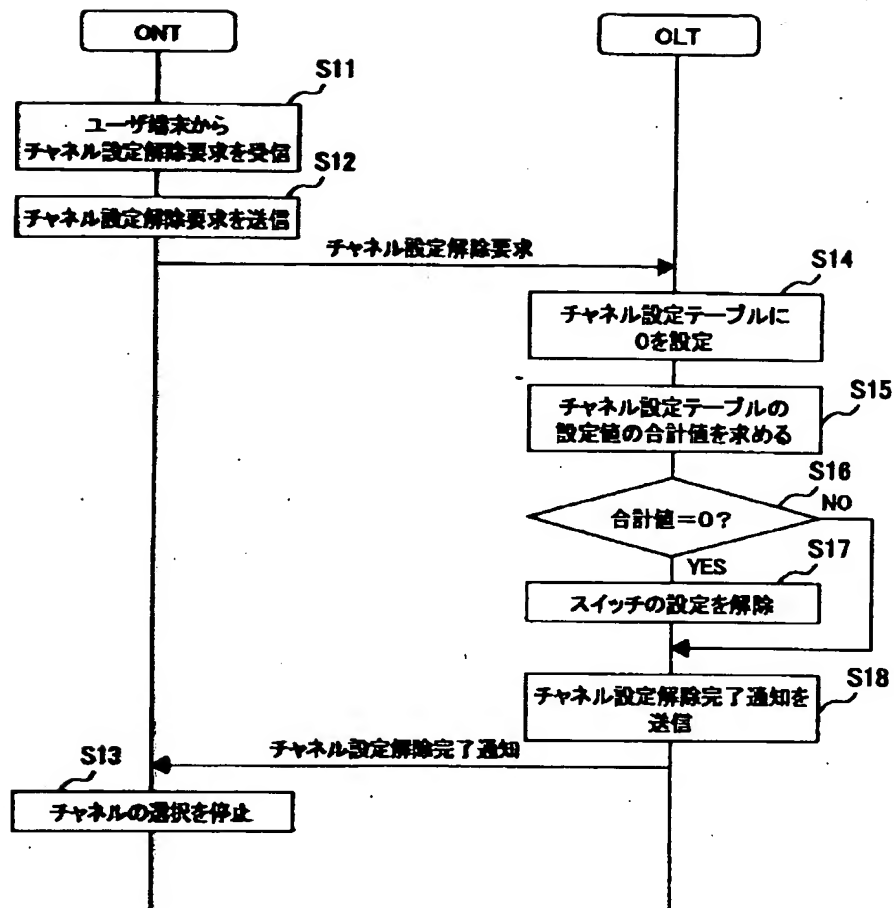 ONT
OLT
S11
ユーザ端末から
チャネル設定解除要求を受信
S12
チャネル設定解除要求を送信
チャネル設定解除要求
S14
チャネル設定テーブルに
0を設定
S15
チャネル設定テーブルの
設定値の合計値を求める
S16
合計値=0?
NO
YES
S17
スイッチの設定を解除
S18
チャネル設定解除完了通知を
送信
チャネル設定解除完了通知
S13
チャネルの選択を停止